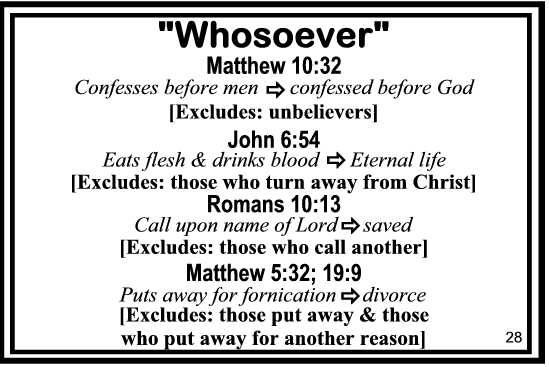 "Whosoever"
Matthew 10:32
Confesses before men ⇨ confessed before God
[Excludes: unbelievers]
John 6:54
Eats flesh & drinks blood ⇨ Eternal life
[Excludes: those who turn away from Christ]
Romans 10:13
Call upon name of Lord ⇨ saved
[Excludes: those who call another]
Matthew 5:32; 19:9
Puts away for fornication ⇨ divorce
[Excludes: those put away & those
who put away for another reason]
28